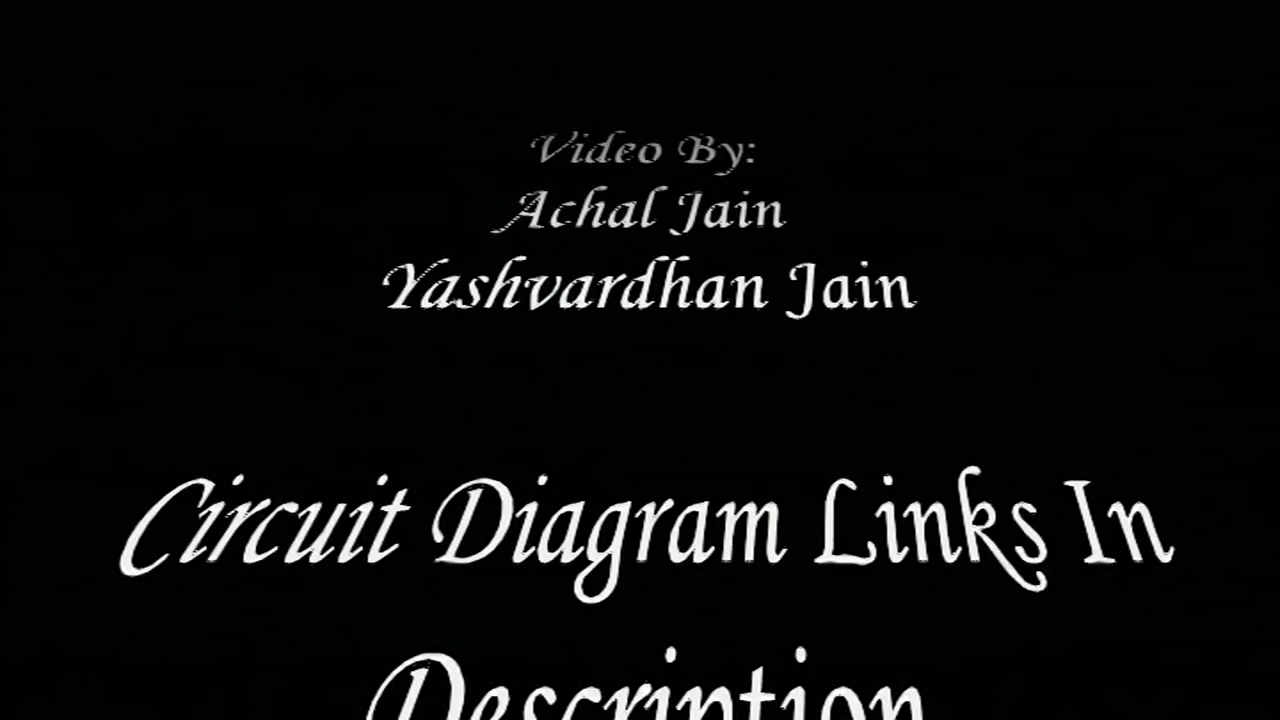 Video By:
Achal Jain
Yashvardhan Jain
Circuit Diagram Links In
Description